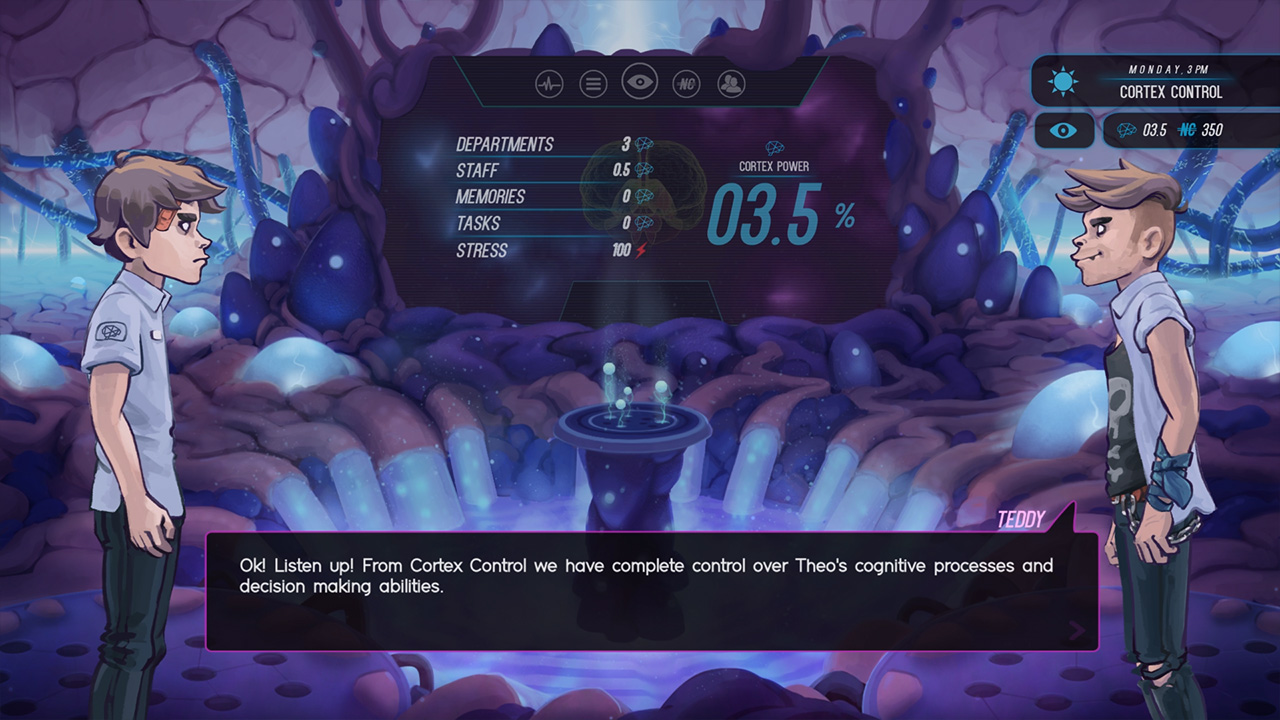 MONDAY, 3PM
CORTEX CONTROL
03.5 NC 350
NC
DEPARTMENTS 3
STAFF 0.5
MEMORIES 0
TASKS 0
STRESS 100
CORTEX POWER
03.5 %
TEDDY
Ok! Listen up! From Cortex Control we have complete control over Theo's cognitive processes and
decision making abilities.